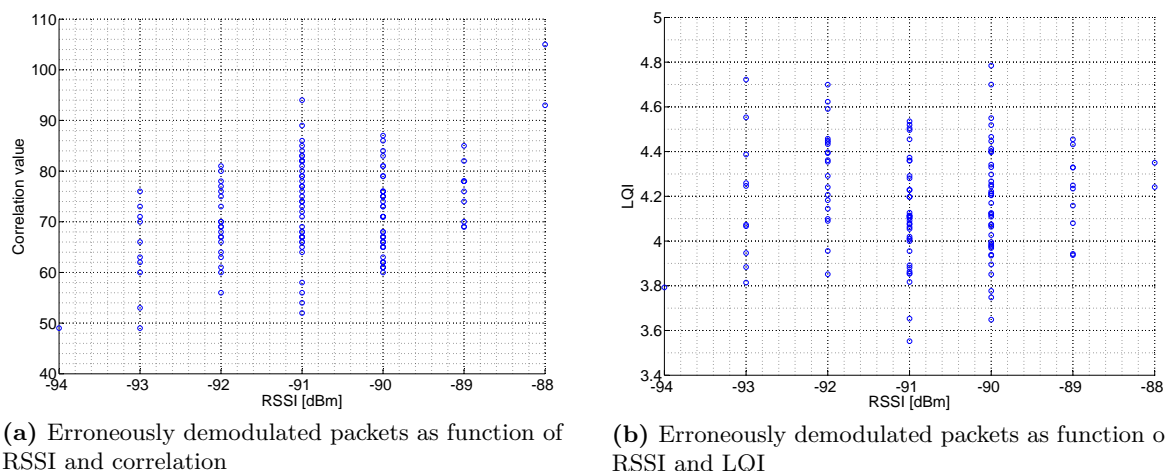 110
100
90
80
70
60
50
40
Correlation value
-94 -93 -92 -91 -90 -89 -88
RSSI [dBm]
(a) Erroneously demodulated packets as function of
RSSI and correlation
5
4.8
4.6
4.4
4.2
4
3.8
3.6
3.4
LQI
-94 -93 -92 -91 -90 -89 -88
RSSI [dBm]
(b) Erroneously demodulated packets as function o
RSSI and LQI